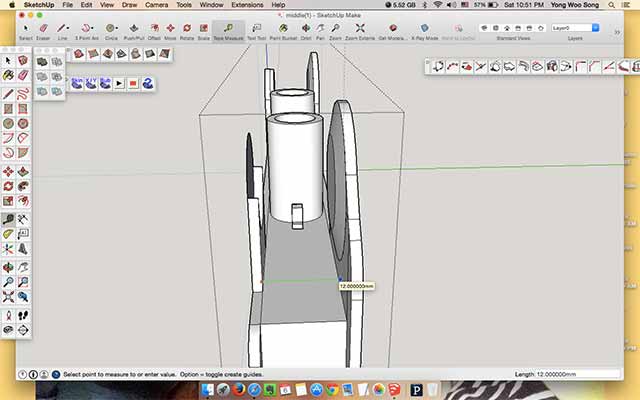 SketchUp File Edit View Camera Draw Tools Window Extensions Help 5.52 GB 57% Sat 10:51 PM Yong Woo Song
middle(1) - SketchUp Make
Select Eraser Line 3 Point Arc Circle Push/Pull Offset Move Rotate Scale Tape Measure Text Tool Paint Bucket Orbit Pan Zoom Zoom Extents Get Models... X-Ray Mode Standard Views Layers
Layer0
Skin X/Y Bub
12.000000mm
Select point to measure to or enter value. Option = toggle create guides. Length: 12.000000mm